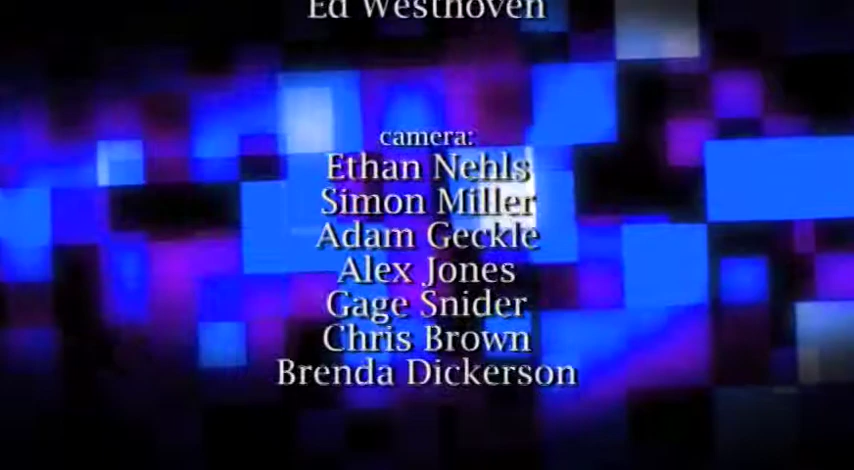 Ed Westhoven
camera:
Ethan Nehls
Simon Miller
Adam Geckle
Alex Jones
Gage Snider
Chris Brown
Brenda Dickerson